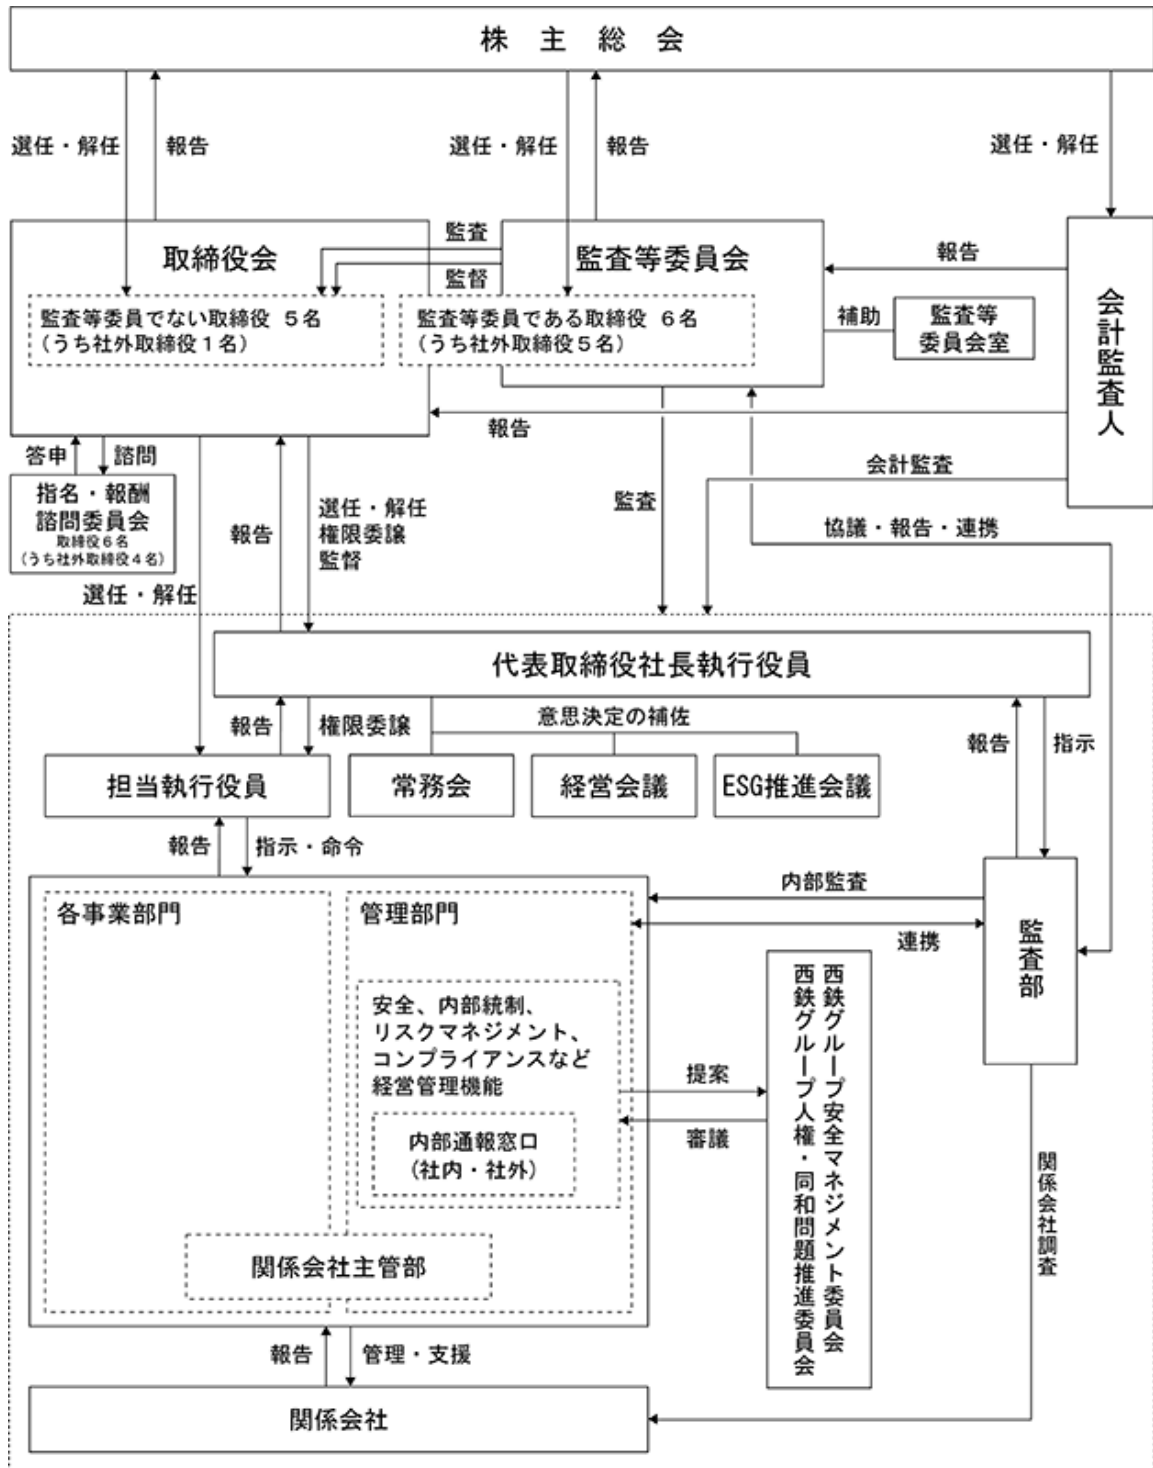 株主総会
選任・解任
報告
選任・解任
報告
選任・解任
取締役会
監査
監督
監査等委員会
報告
監査等委員でない取締役 5名
(うち社外取締役1名)
監査等委員である取締役 6名
(うち社外取締役5名)
補助
監査等
委員会室
会計監査人
報告
答申
諮問
指名・報酬
諮問委員会
取締役6名
(うち社外取締役4名)
報告
選任・解任
権限委譲
監督
監査
会計監査
協議・報告・連携
選任・解任
代表取締役社長執行役員
報告
権限委譲
意思決定の補佐
報告
指示
担当執行役員
常務会
経営会議
ESG推進会議
報告
指示・命令
各事業部門
管理部門
内部監査
連携
監査部
安全、内部統制、
リスクマネジメント、
コンプライアンスなど
経営管理機能
内部通報窓口
(社内・社外)
提案
審議
西鉄グループ安全マネジメント委員会
西鉄グループ人権・同和問題推進委員会
関係会社調査
関係会社主管部
報告
管理・支援
関係会社